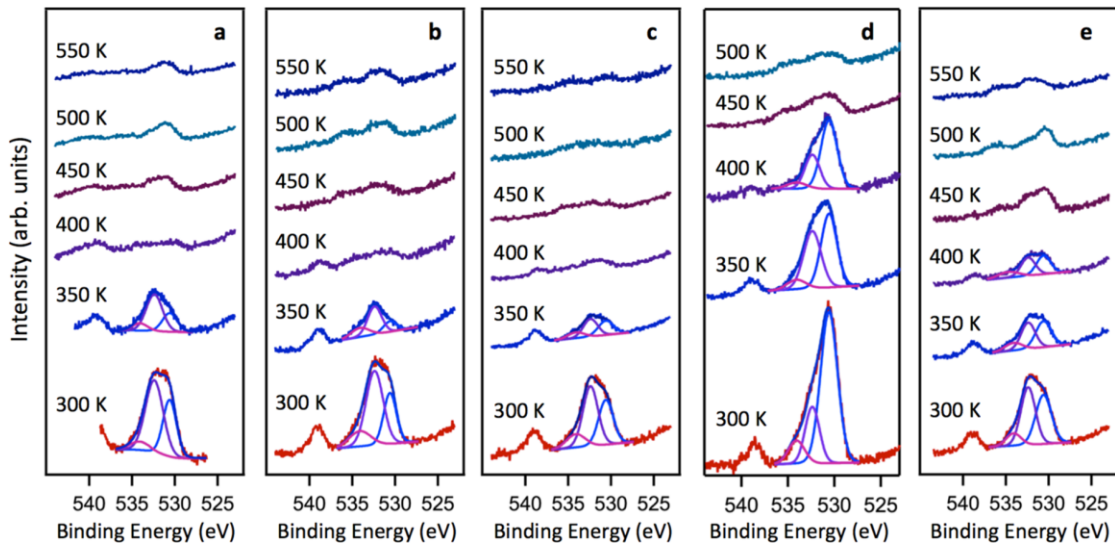 Intensity (arb. units)
a
550 K
500 K
450 K
400 K
350 K
300 K
540 530
Binding Energy (eV)
b
550 K
500 K
450 K
400 K
350 K
300 K
540 535 530 525
Binding Energy (eV)
c
550 K
500 K
450 K
400 K
350 K
300 K
540 535 530 525
Binding Energy (eV)
d
500 K
450 K
400 K
350 K
300 K
540 535 530 525
Binding Energy (eV)
e
550 K
500 K
450 K
400 K
350 K
300 K
540 535 530 525
Binding Energy (eV)